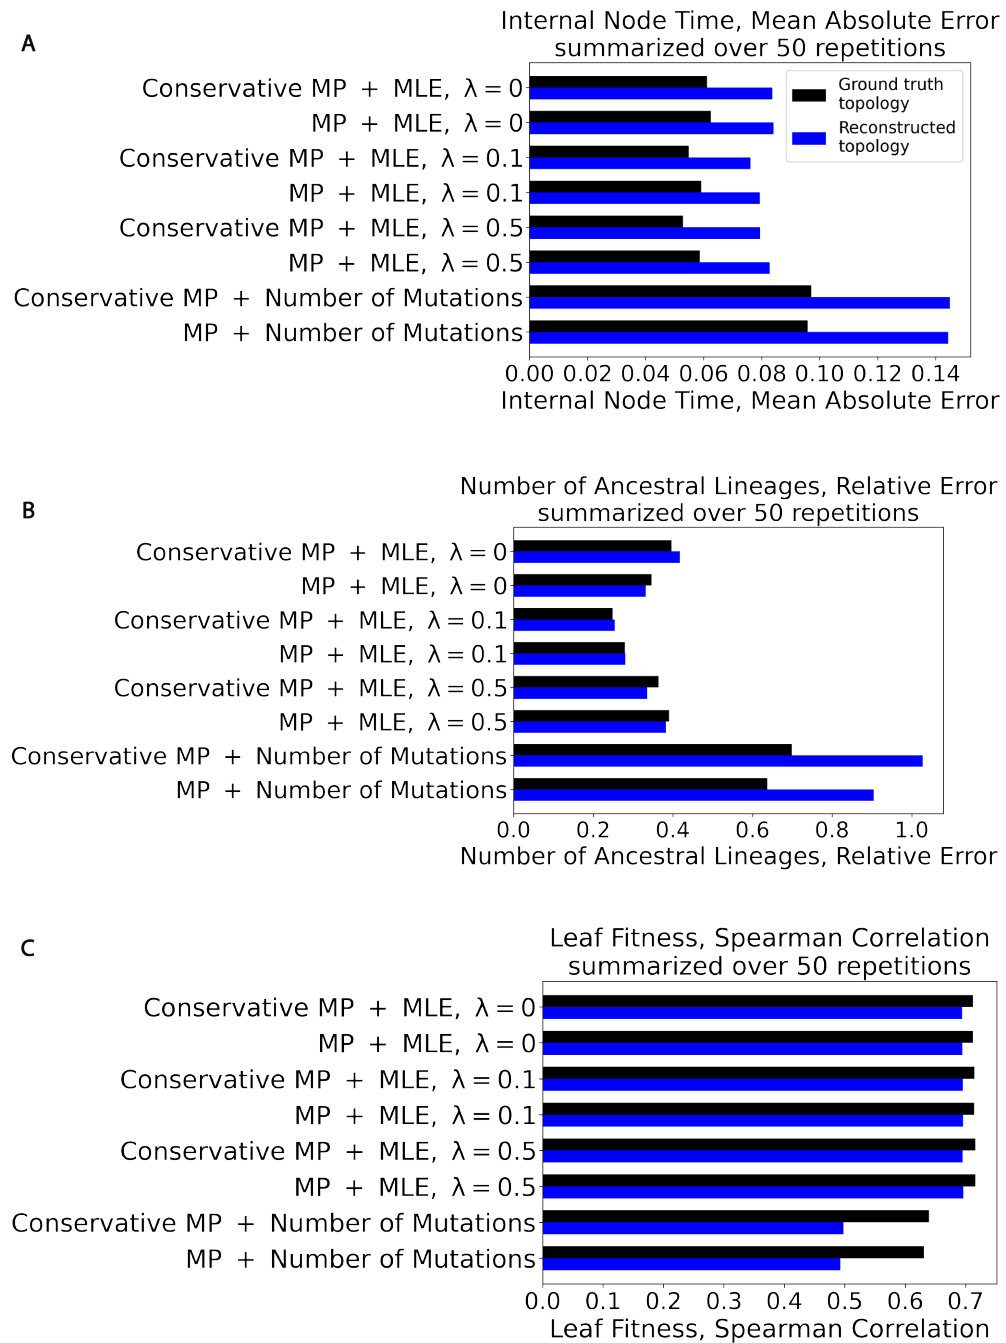 A
Internal Node Time, Mean Absolute Error
summarized over 50 repetitions
Conservative MP + MLE, λ = 0
MP + MLE, λ = 0
Conservative MP + MLE, λ = 0.1
MP + MLE, λ = 0.1
Conservative MP + MLE, λ = 0.5
MP + MLE, λ = 0.5
Conservative MP + Number of Mutations
MP + Number of Mutations
Ground truth
topology
Reconstructed
topology
0.00 0.02 0.04 0.06 0.08 0.10 0.12 0.14
Internal Node Time, Mean Absolute Error
B
Number of Ancestral Lineages, Relative Error
summarized over 50 repetitions
Conservative MP + MLE, λ = 0
MP + MLE, λ = 0
Conservative MP + MLE, λ = 0.1
MP + MLE, λ = 0.1
Conservative MP + MLE, λ = 0.5
MP + MLE, λ = 0.5
Conservative MP + Number of Mutations
MP + Number of Mutations
0.0 0.2 0.4 0.6 0.8 1.0
Number of Ancestral Lineages, Relative Error
C
Leaf Fitness, Spearman Correlation
summarized over 50 repetitions
Conservative MP + MLE, λ = 0
MP + MLE, λ = 0
Conservative MP + MLE, λ = 0.1
MP + MLE, λ = 0.1
Conservative MP + MLE, λ = 0.5
MP + MLE, λ = 0.5
Conservative MP + Number of Mutations
MP + Number of Mutations
0.0 0.1 0.2 0.3 0.4 0.5 0.6 0.7
Leaf Fitness, Spearman Correlation